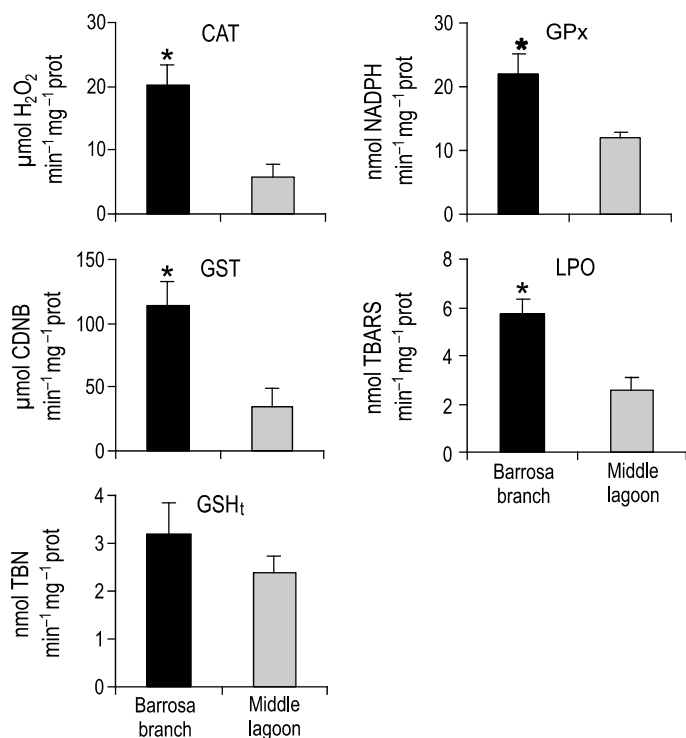 CAT
μmol H₂O₂
min⁻¹ mg⁻¹ prot
30
20
10
0
*
GPx
nmol NADPH
min⁻¹ mg⁻¹ prot
30
20
10
0
*
GST
μmol CDNB
min⁻¹ mg⁻¹ prot
150
100
50
0
*
LPO
nmol TBARS
min⁻¹ mg⁻¹ prot
8
6
4
2
0
*
Barrosa
branch
Middle
lagoon
GSHₜ
nmol TBN
min⁻¹ mg⁻¹ prot
4
3
2
1
0
Barrosa
branch
Middle
lagoon